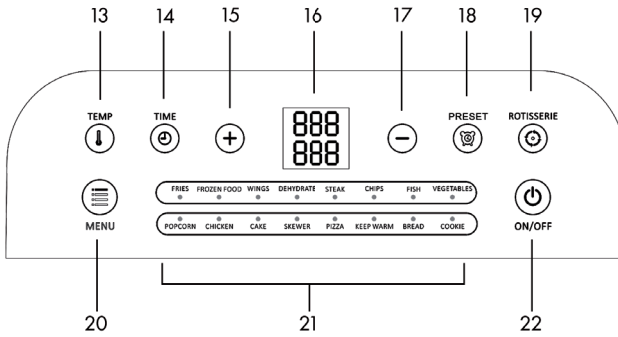 13 14 15 16 17 18 19
TEMP TIME PRESET ROTISSERIE
+ 888 −
888
FRIES FROZEN FOOD WINGS DEHYDRATE STEAK CHIPS FISH VEGETABLES
MENU ON/OFF
POPCORN CHICKEN CAKE SKEWER PIZZA KEEP WARM BREAD COOKIE
20 21 22